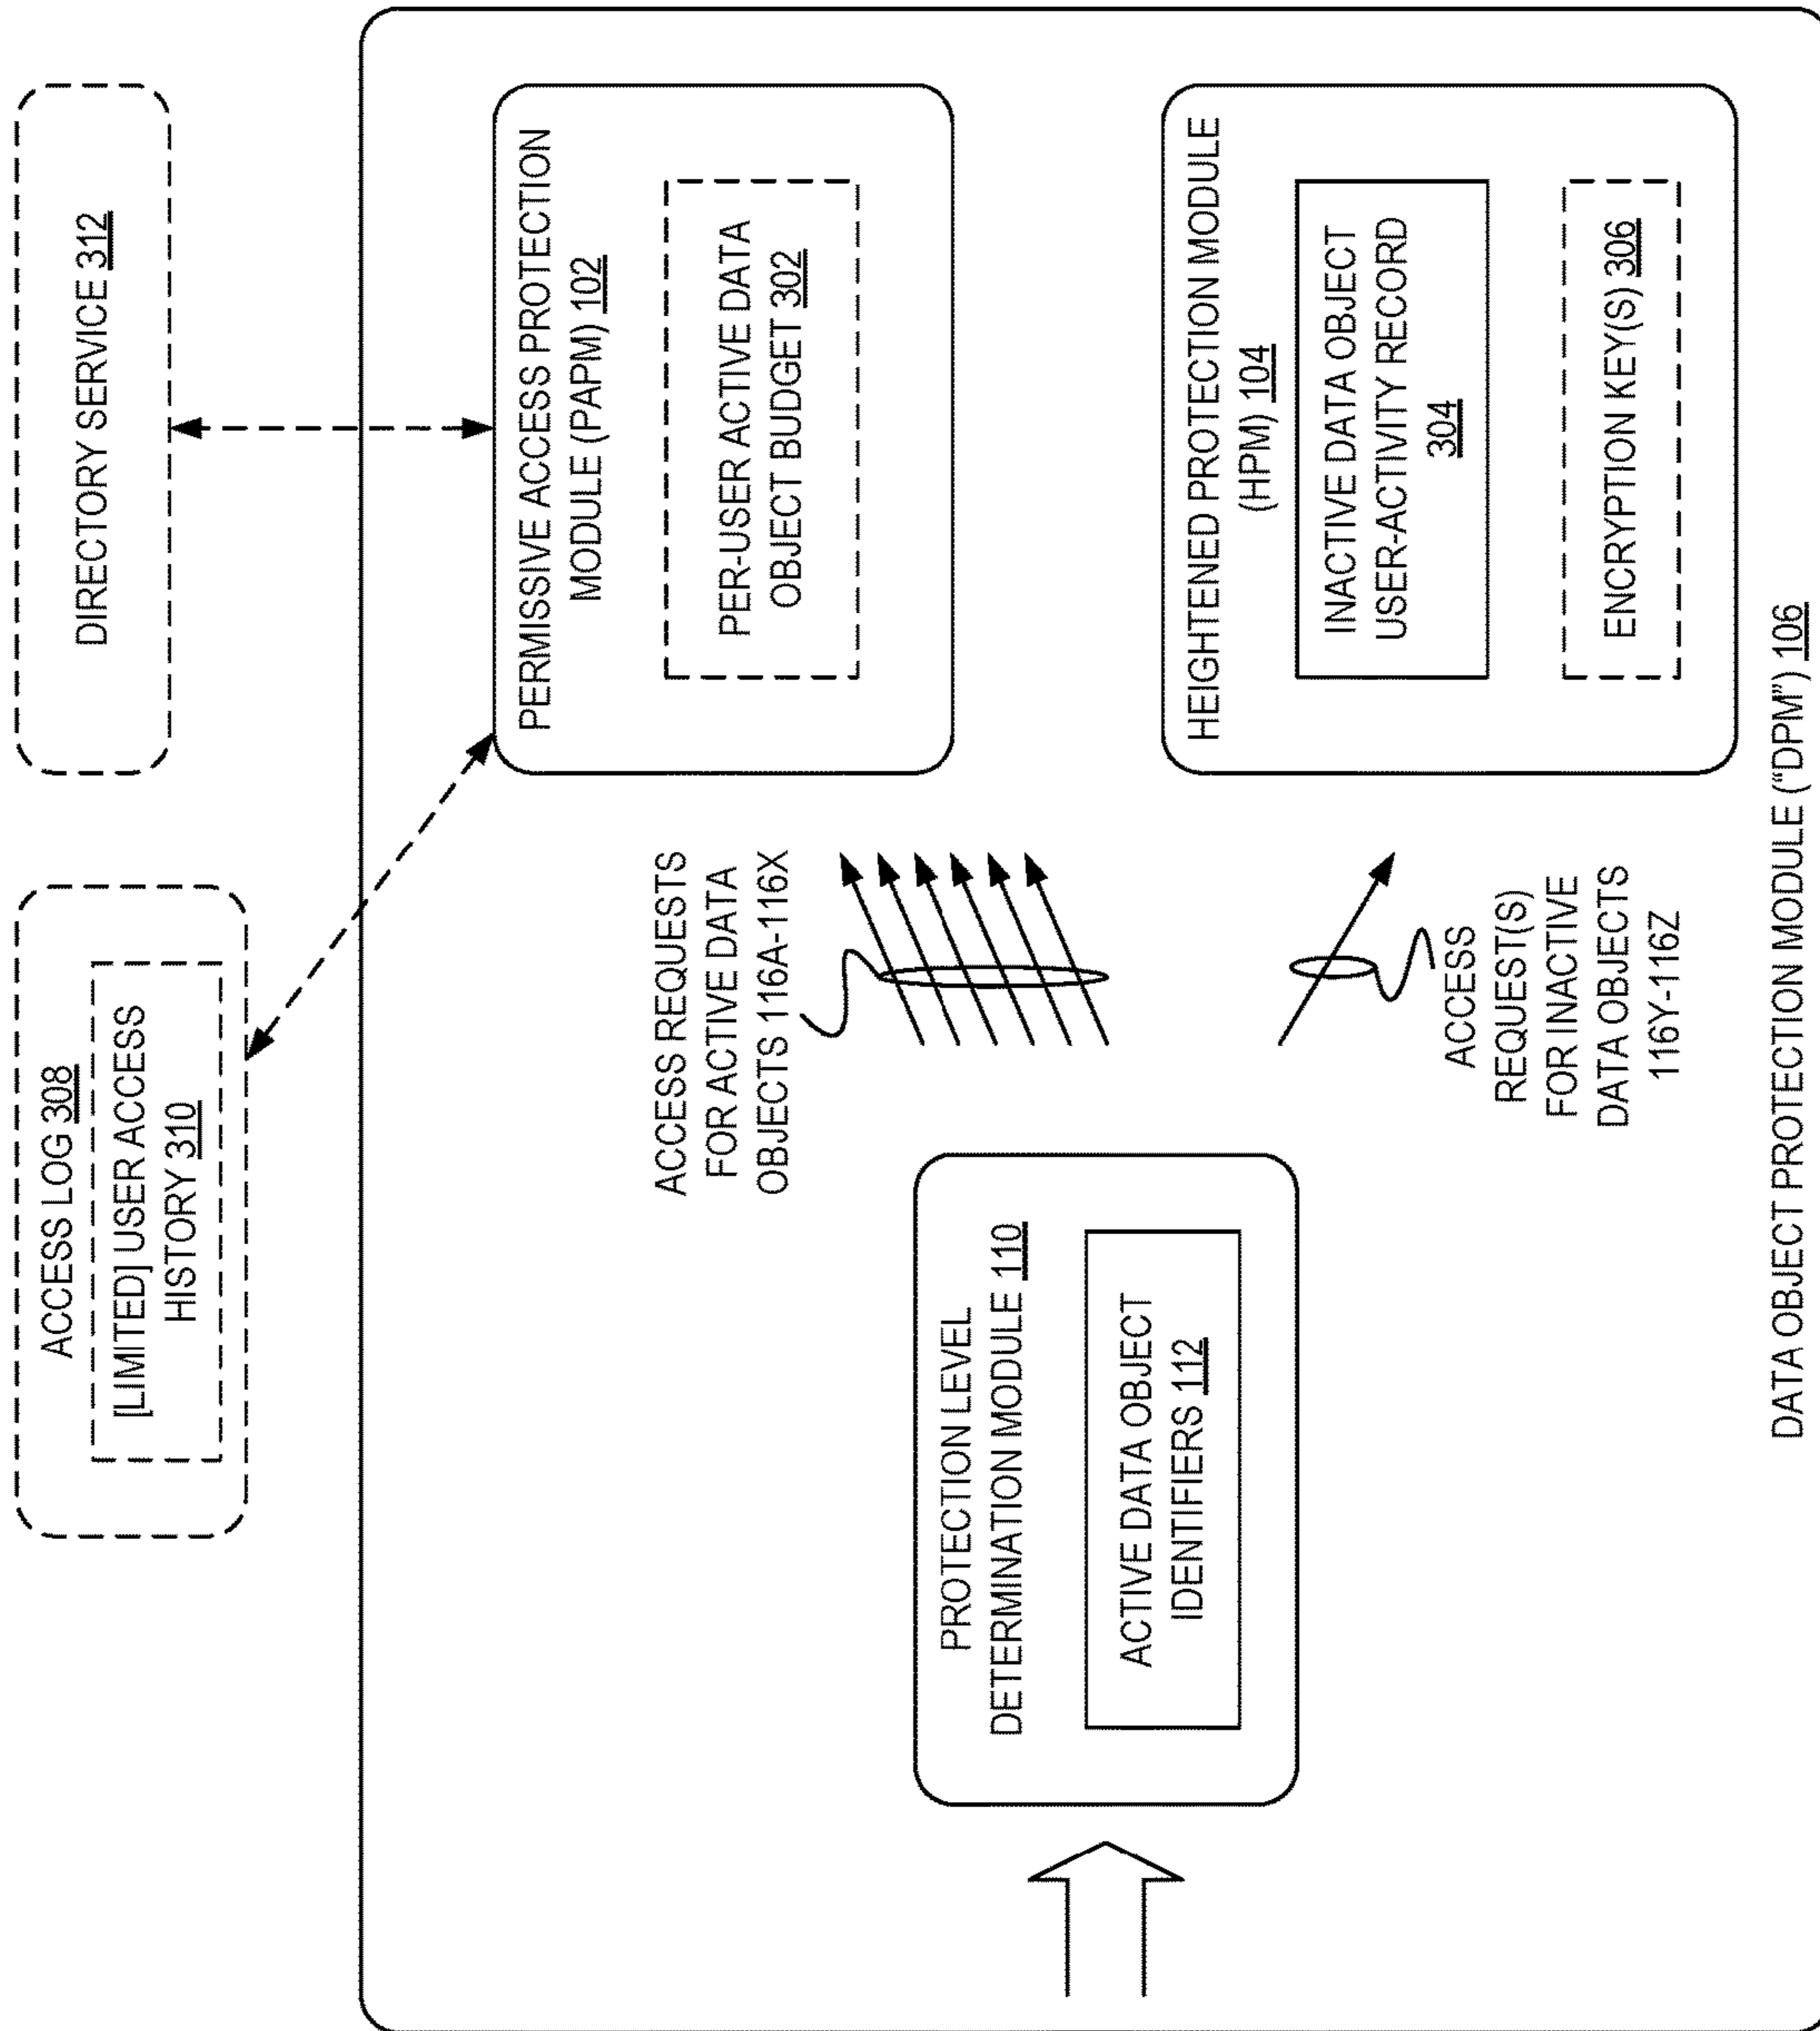 ACCESS LOG 308
[LIMITED] USER ACCESS
HISTORY 310
DIRECTORY SERVICE 312
PERMISSIVE ACCESS PROTECTION
MODULE (PAPM) 102
PER-USER ACTIVE DATA
OBJECT BUDGET 302
ACCESS REQUESTS
FOR ACTIVE DATA
OBJECTS 116A-116X
PROTECTION LEVEL
DETERMINATION MODULE 110
ACTIVE DATA OBJECT
IDENTIFIERS 112
HEIGHTENED PROTECTION MODULE
(HPM) 104
INACTIVE DATA OBJECT
USER-ACTIVITY RECORD
304
ENCRYPTION KEY(S) 306
ACCESS
REQUEST(S)
FOR INACTIVE
DATA OBJECTS
116Y-116Z
DATA OBJECT PROTECTION MODULE (“DPM”) 106